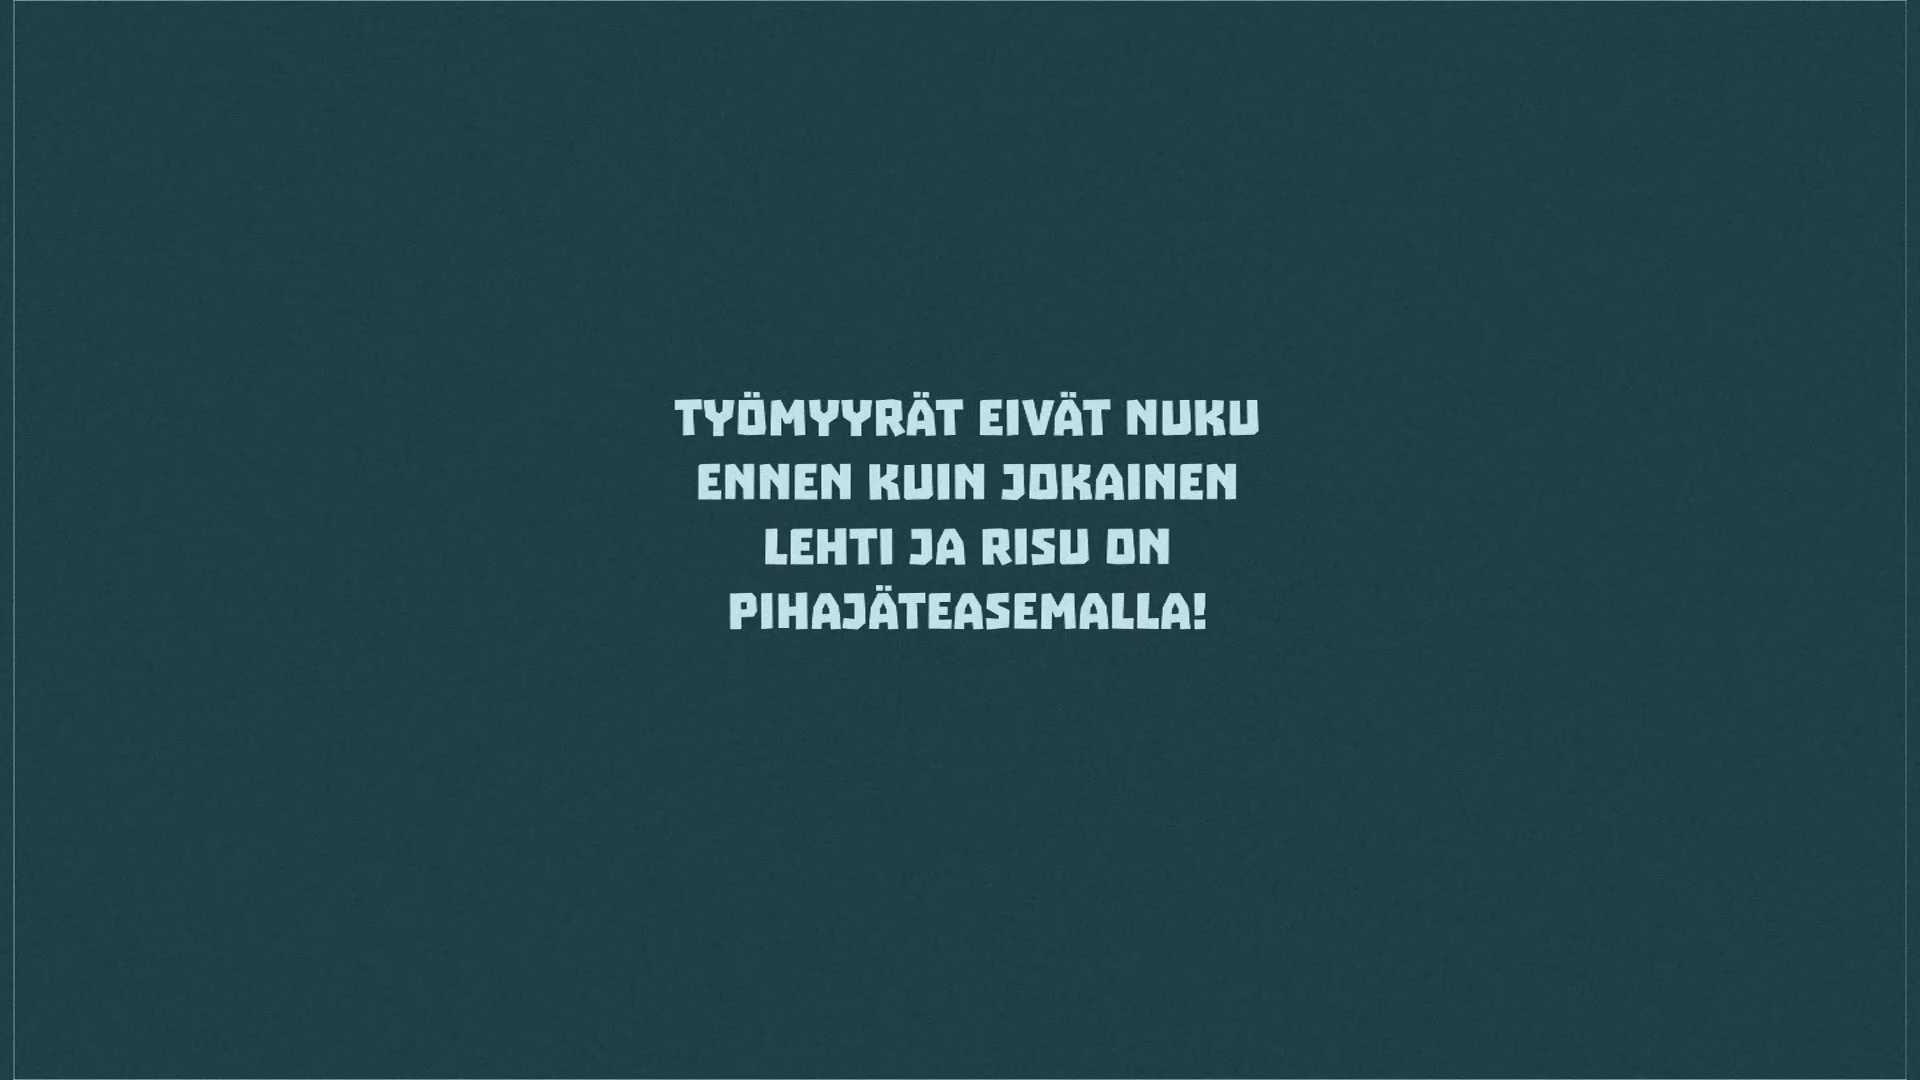 TYÖMYYRÄT EIVÄT NUKU
ENNEN KUIN JOKAINEN
LEHTI JA RISU ON
PIHAJÄTEASEMALLA!